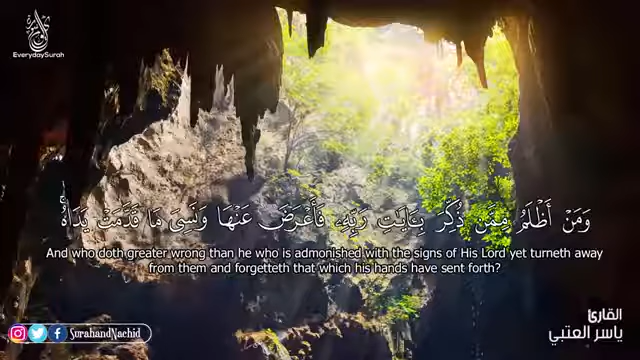 EverydaySurah
وَمَنْ أَظْلَمُ مِمَّن ذُكِّرَ بِـَٔايَـٰتِ رَبِّهِۦ فَأَعْرَضَ عَنْهَا وَنَسِىَ مَا قَدَّمَتْ يَدَاهُ ۚ
And who doth greater wrong than he who is admonished with the signs of His Lord yet turneth away
from them and forgetteth that which his hands have sent forth?
SurahandNachid
القارئ
ياسر العتبي